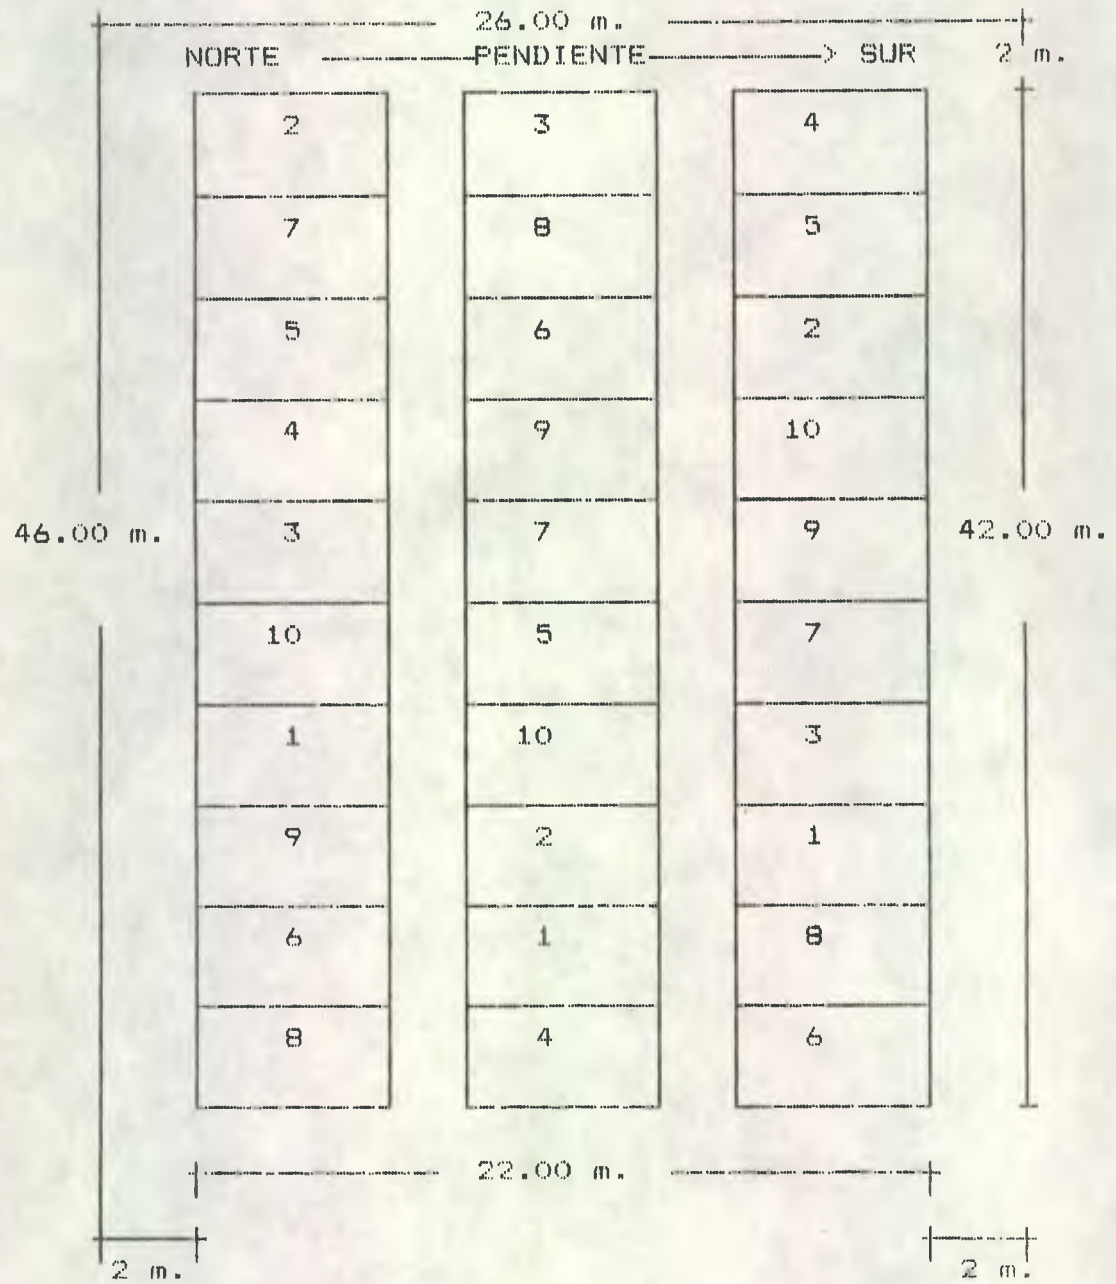 26.00 m.
NORTE PENDIENTE SUR 2 m.
2 3 4
7 8 5
5 6 2
4 9 10
46.00 m. 3 7 9 42.00 m.
10 5 7
1 10 3
9 2 1
6 1 8
8 4 6
22.00 m.
2 m. 2 m.